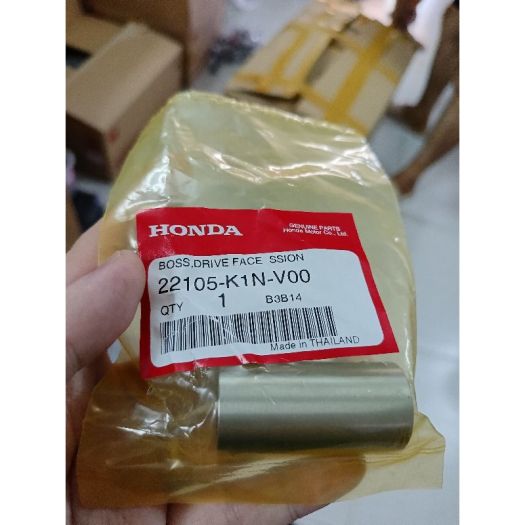 HONDA
GENUINE PARTS
Honda Motor Co., Ltd.
BOSS,DRIVE FACE SSION
22105-K1N-V00
QTY 1 B3B14
Made in THAILAND